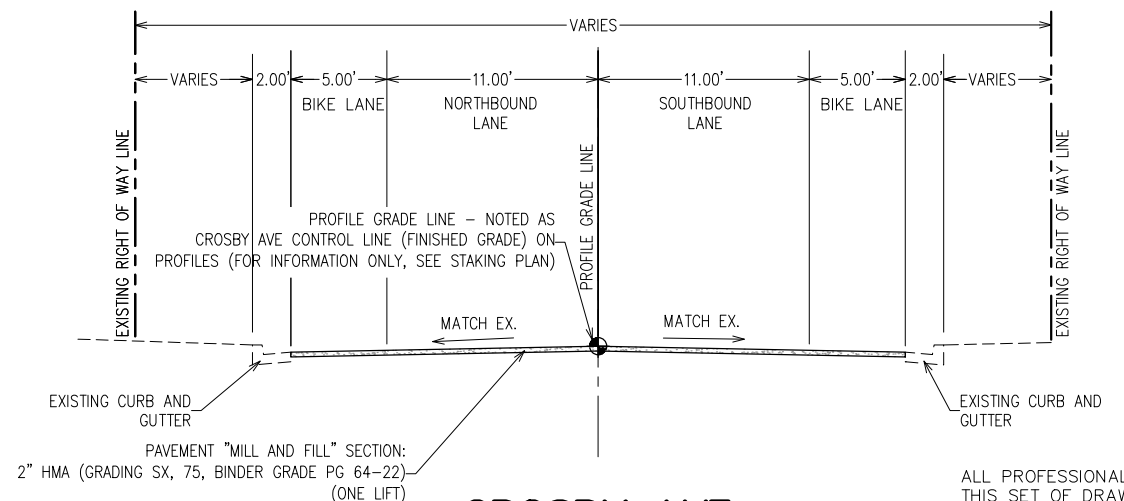 VARIES
VARIES
2.00'
5.00'
11.00'
11.00'
5.00'
2.00'
VARIES
BIKE LANE
NORTHBOUND
LANE
SOUTHBOUND
LANE
BIKE LANE
EXISTING RIGHT OF WAY LINE
PROFILE GRADE LINE
EXISTING RIGHT OF WAY LINE
PROFILE GRADE LINE – NOTED AS
CROSBY AVE CONTROL LINE (FINISHED GRADE) ON
PROFILES (FOR INFORMATION ONLY, SEE STAKING PLAN)
MATCH EX.
MATCH EX.
EXISTING CURB AND
GUTTER
EXISTING CURB AND
GUTTER
PAVEMENT "MILL AND FILL" SECTION:
2" HMA (GRADING SX, 75, BINDER GRADE PG 64–22)
(ONE LIFT)
ALL PROFESSIONAL
THIS SET OF DRAW